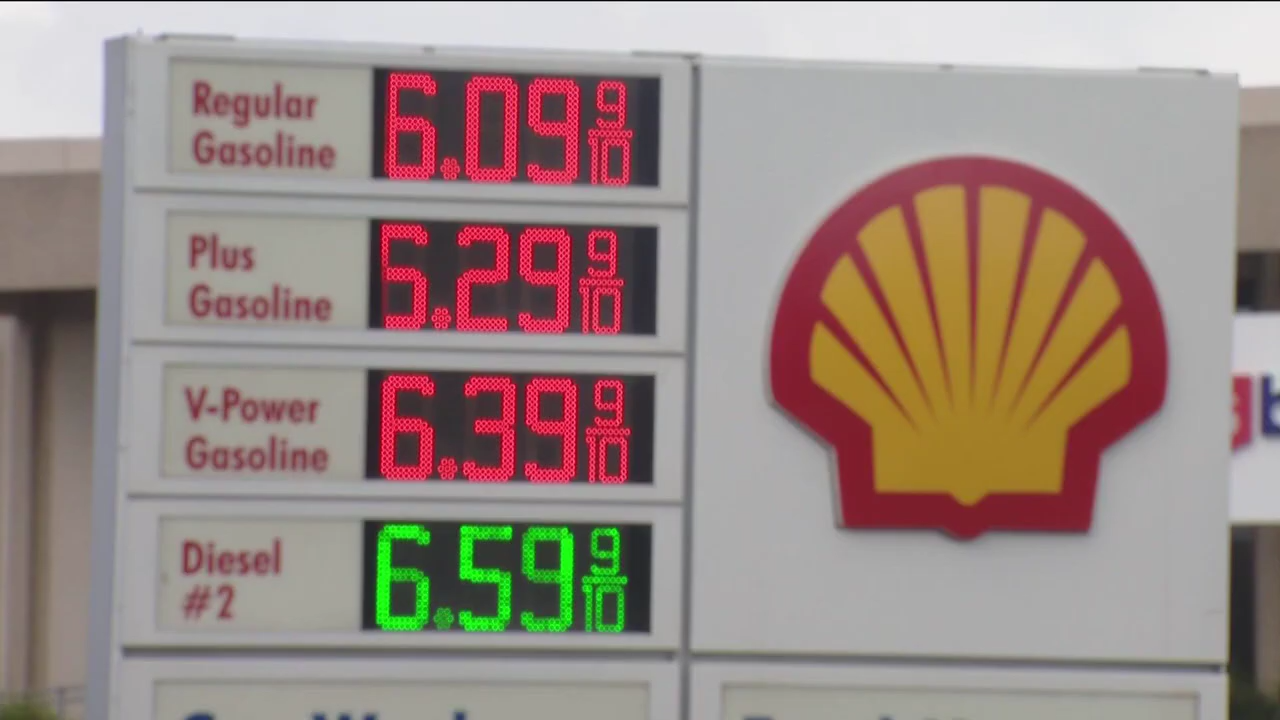 Regular
Gasoline
6.09 9/10
Plus
Gasoline
5.29 9/10
V-Power
Gasoline
6.39 9/10
Diesel
#2
6.59 9/10